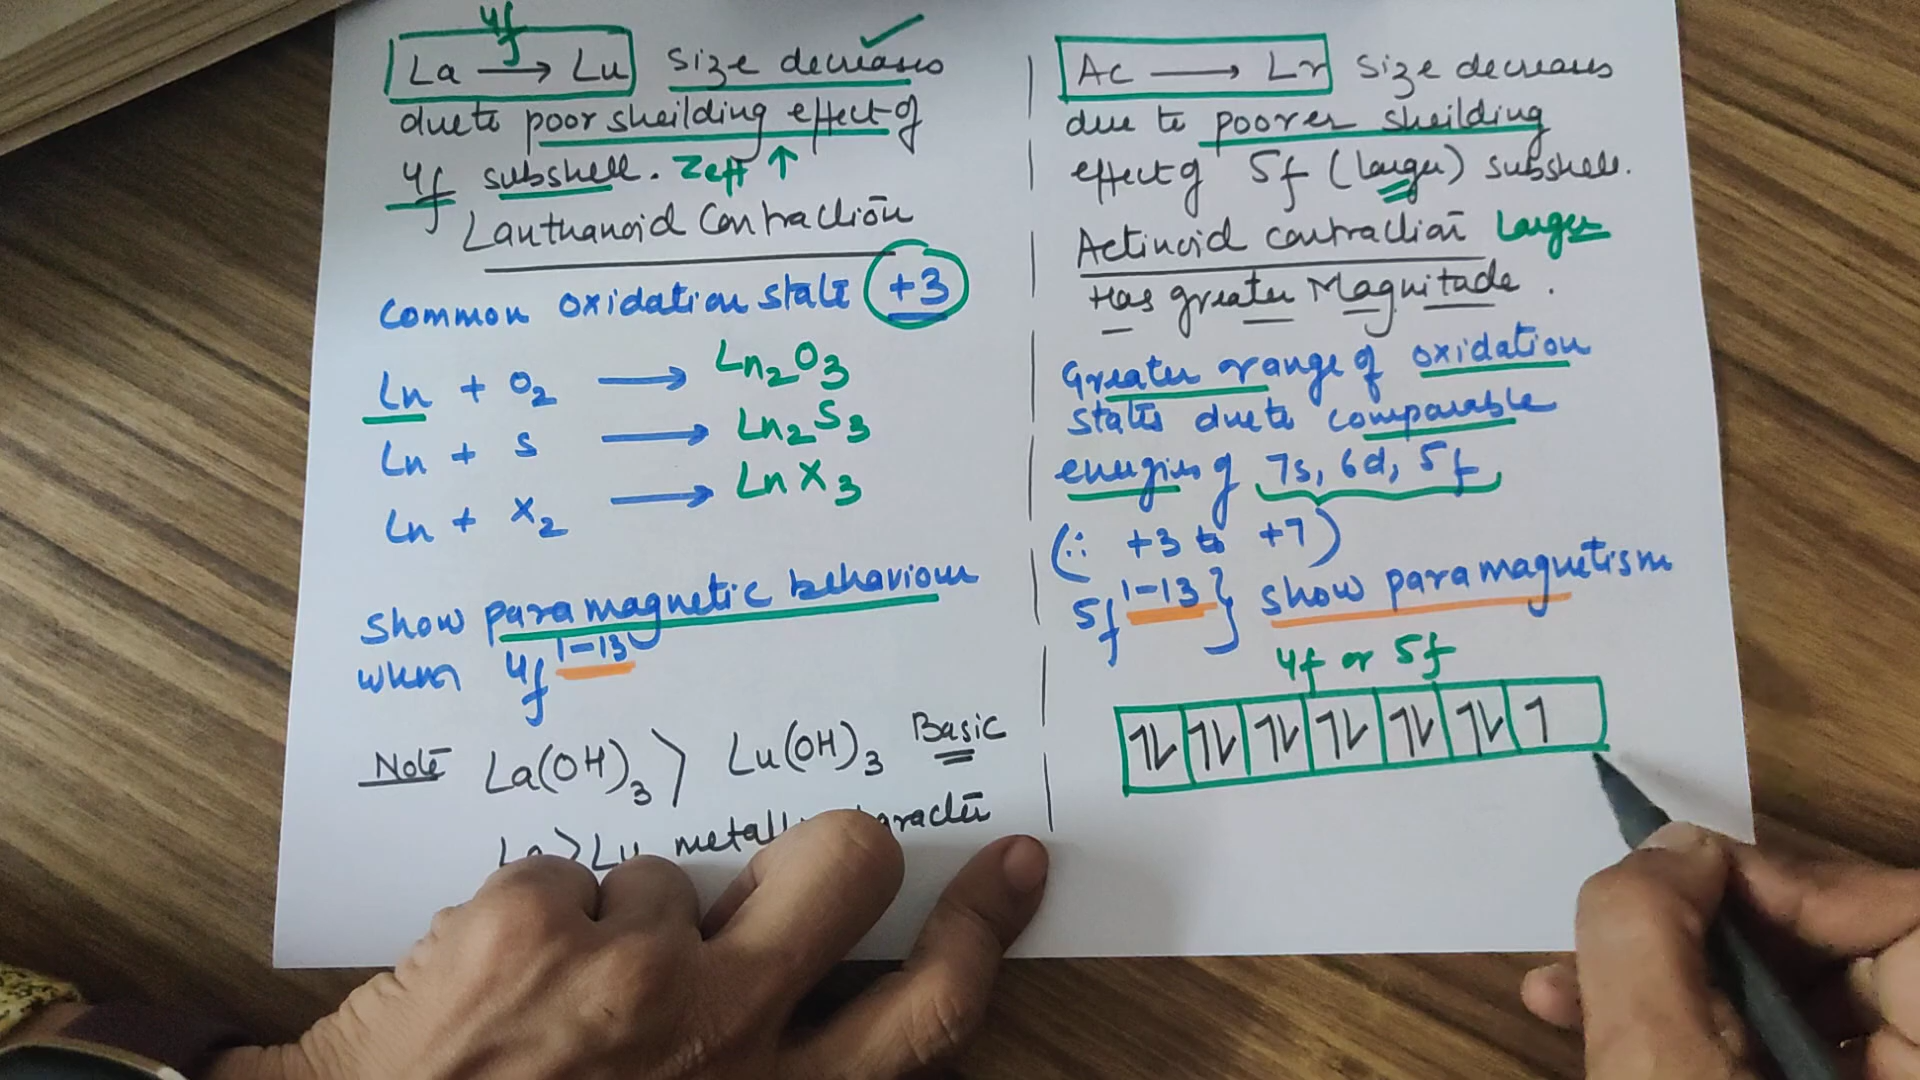 4f
La → Lu Size decreases
due to poor sheilding effect of
4f subshell. Zeff ↑
Lanthanoid Contraction
Common oxidation state +3
Ln + O2 → Ln2O3
Ln + S → Ln2S3
Ln + X2 → LnX3
Show paramagnetic behaviour
when 4f 1-13
Note La(OH)3 > Lu(OH)3 Basic
La > Lu
Ac → Lr Size decreases
due to poorer sheilding
effect of 5f (larger) subshell.
Actinoid contraction Larger
Has greater Magnitude.
Greater range of oxidation
states due to comparable
energies of 7s, 6d, 5f
(∵ +3 to +7)
5f 1-13 } show paramagnetism
4f or 5f
↿⇂ ↿⇂ ↿⇂ ↿⇂ ↿⇂ ↿⇂ ↿